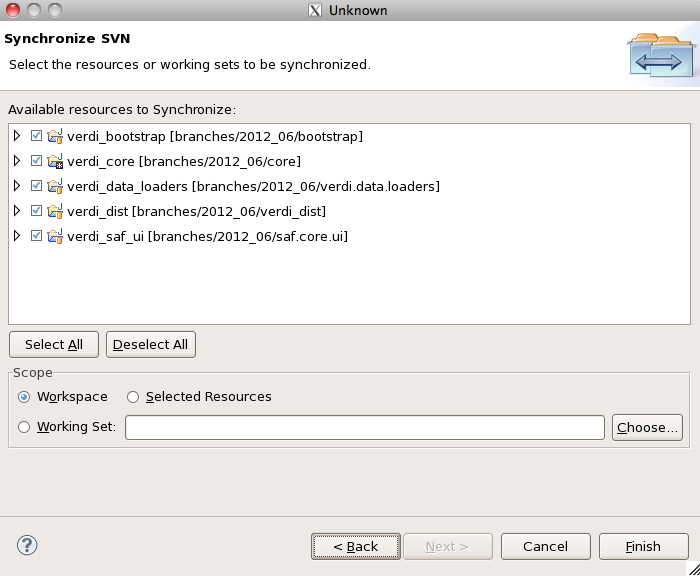 Unknown
Synchronize SVN
Select the resources or working sets to be synchronized.
Available resources to Synchronize:
verdi_bootstrap [branches/2012_06/bootstrap]
verdi_core [branches/2012_06/core]
verdi_data_loaders [branches/2012_06/verdi.data.loaders]
verdi_dist [branches/2012_06/verdi_dist]
verdi_saf_ui [branches/2012_06/saf.core.ui]
Select All Deselect All
Scope
Workspace Selected Resources
Working Set: Choose...
? < Back Next > Cancel Finish